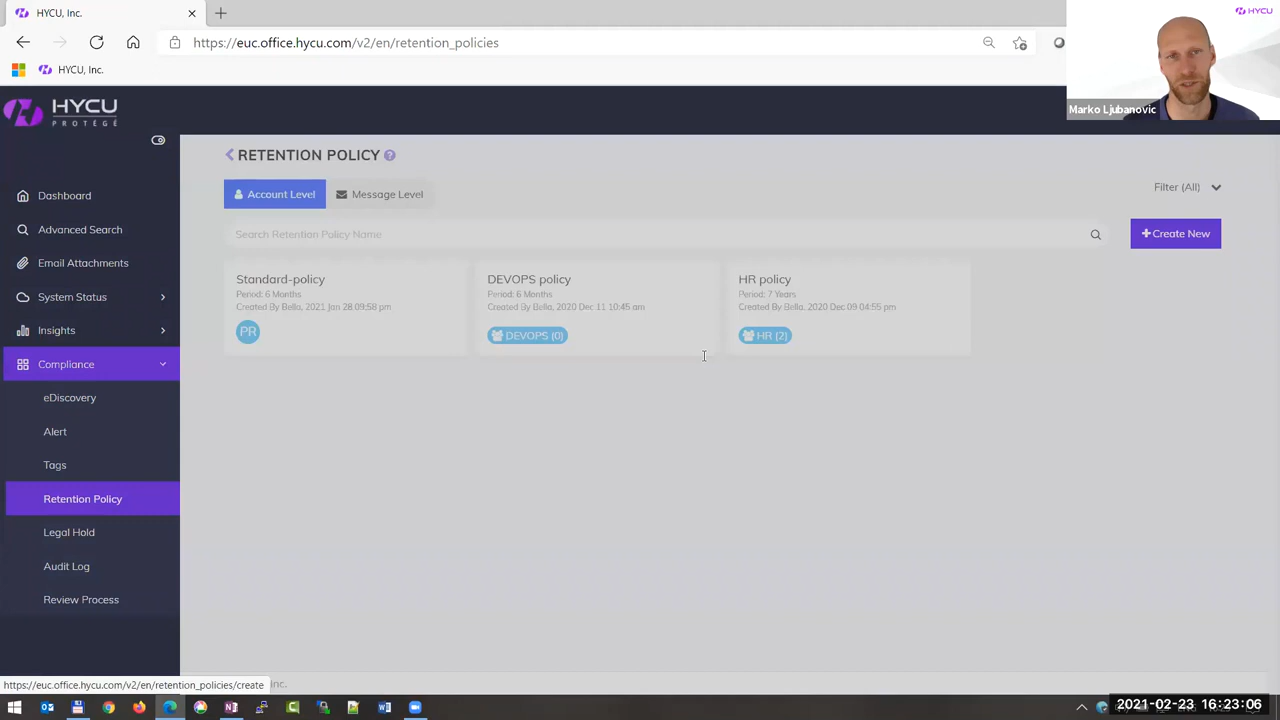 HYCU, Inc.
HYCU
https://euc.office.hycu.com/v2/en/retention_policies
HYCU, Inc.
Marko Ljubanovic
HYCU
PROTÉGÉ
RETENTION POLICY ?
Account Level
Message Level
Filter (All)
Search Retention Policy Name
+Create New
Dashboard
Advanced Search
Email Attachments
System Status
Insights
Compliance
eDiscovery
Alert
Tags
Retention Policy
Legal Hold
Audit Log
Review Process
Standard-policy
Period: 6 Months
Created By Bella, 2021 Jan 28 09:58 pm
PR
DEVOPS policy
Period: 6 Months
Created By Bella, 2020 Dec 11 10:45 am
DEVOPS (0)
HR policy
Period: 7 Years
Created By Bella, 2020 Dec 09 04:55 pm
HR (2)
https://euc.office.hycu.com/v2/en/retention_policies/create
Inc.
2021-02-23 16:23:06